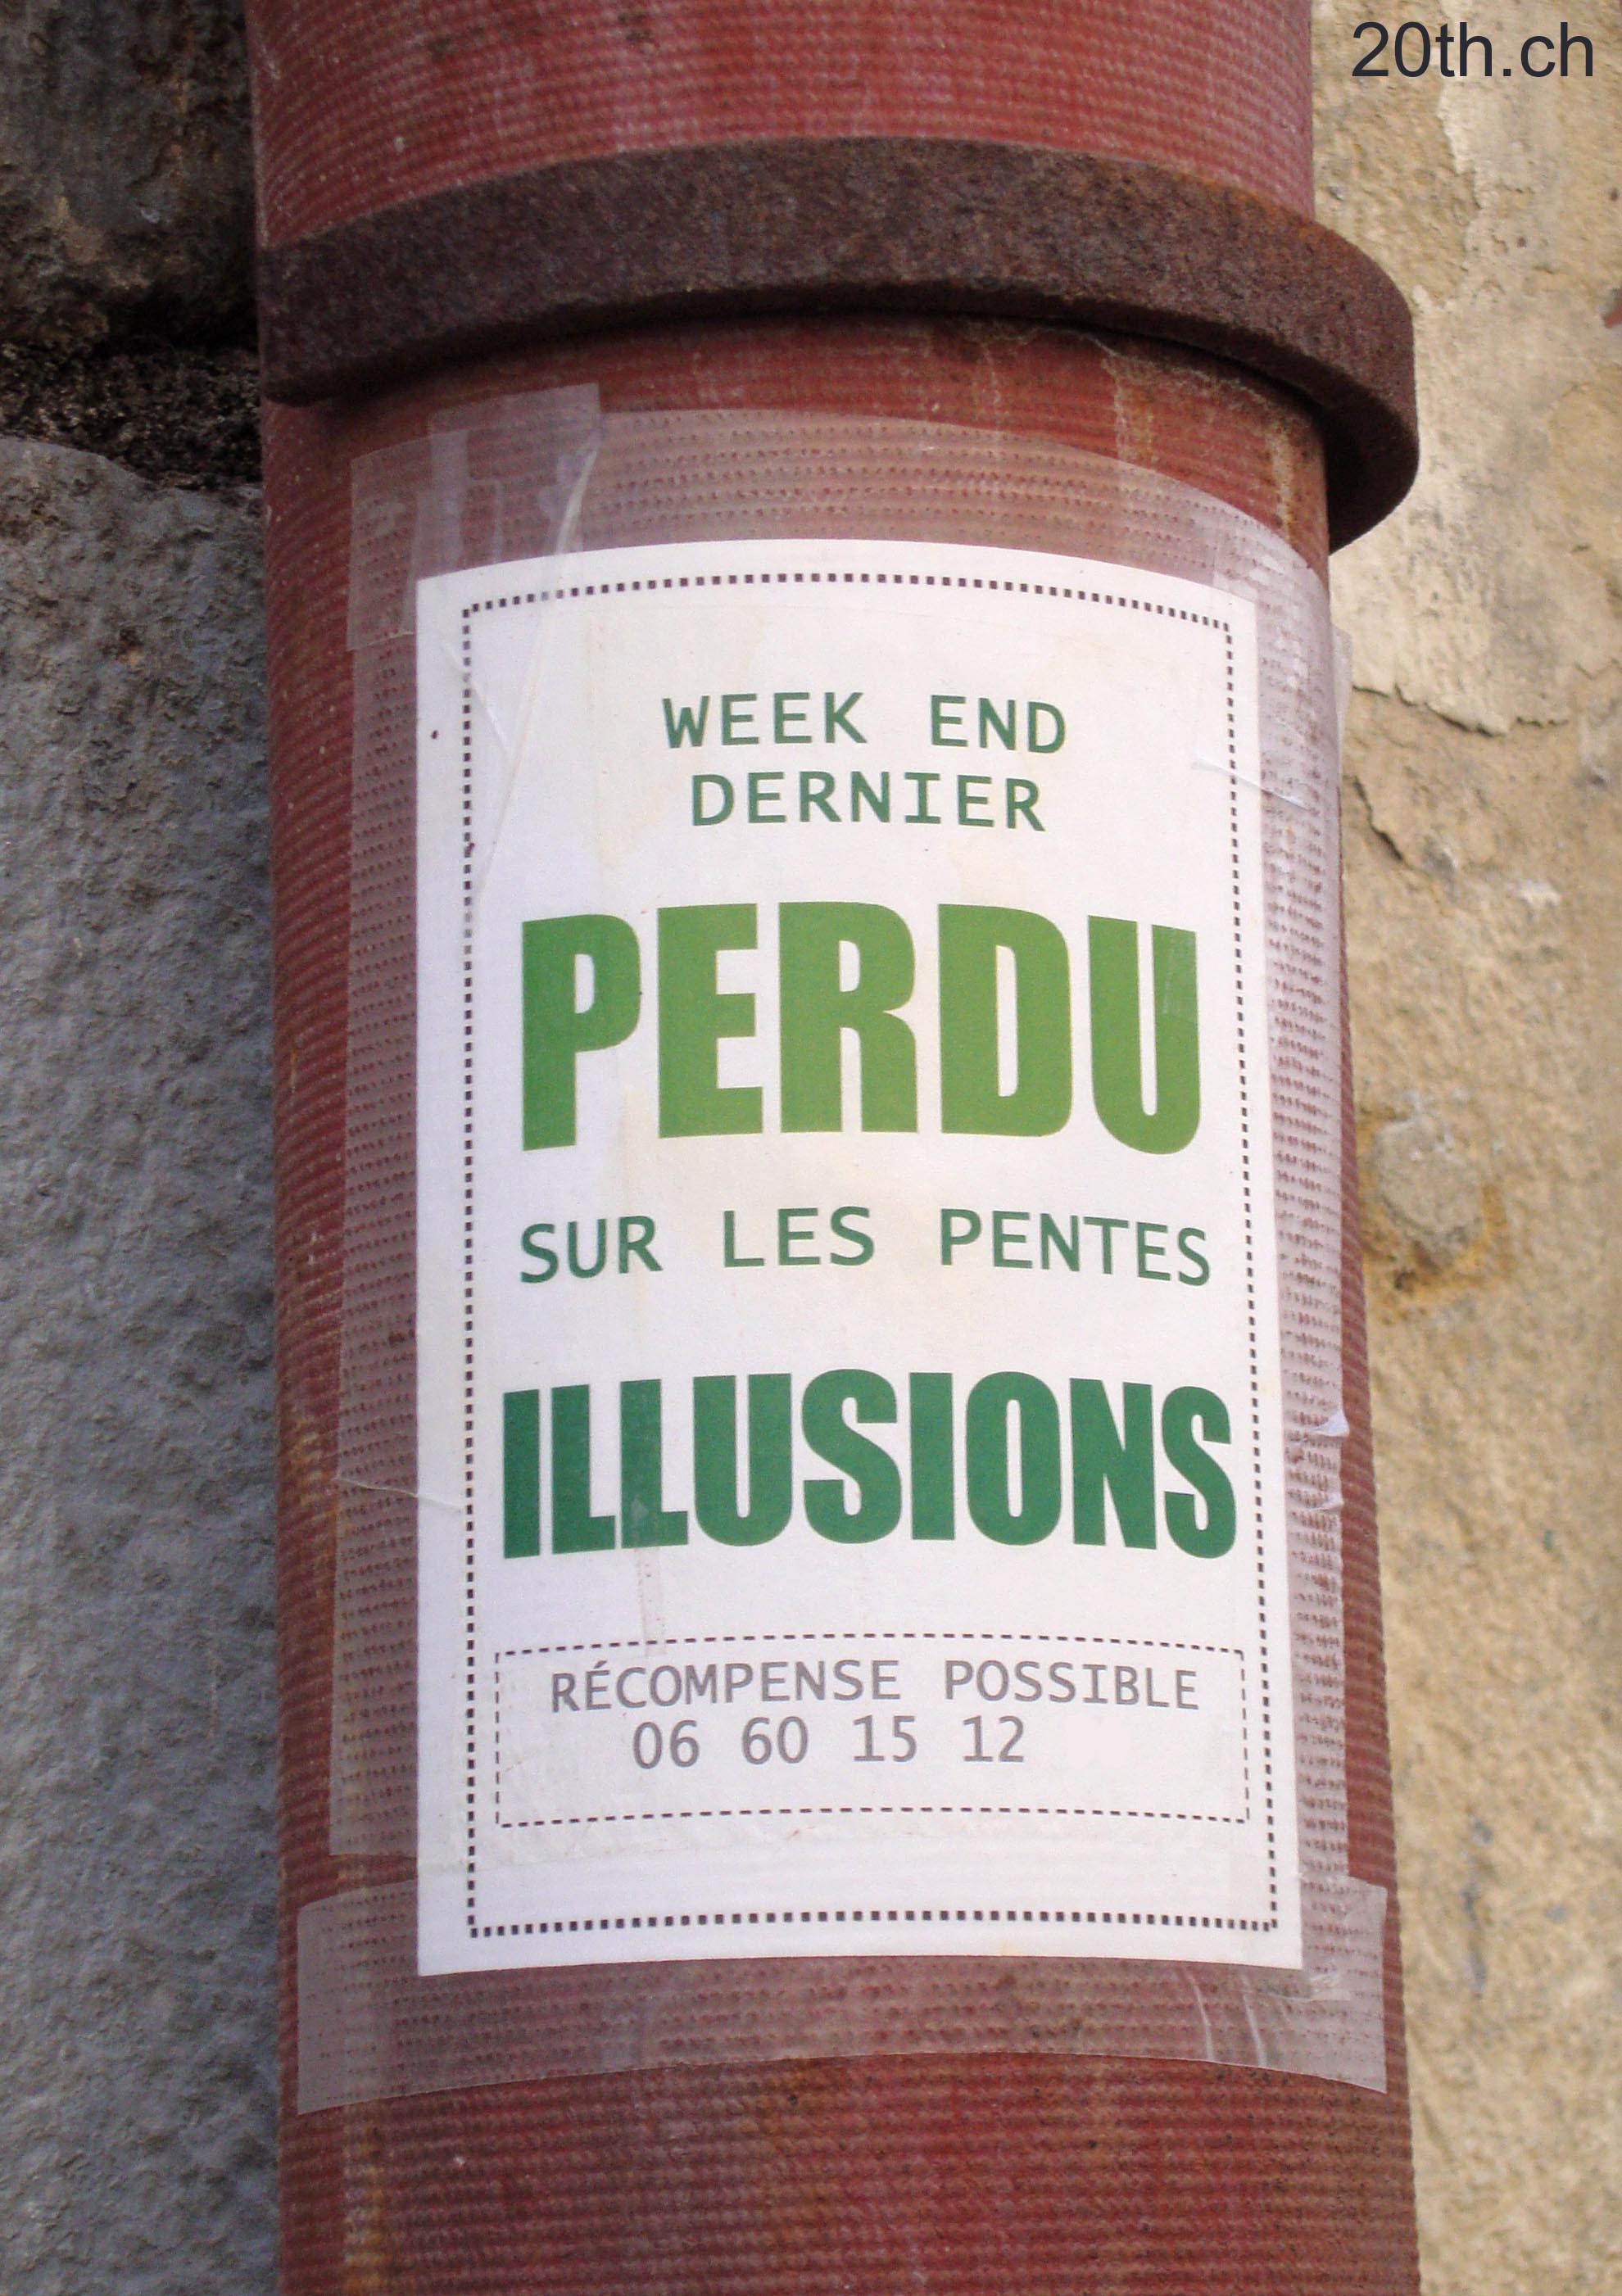 20th.ch
WEEK END
DERNIER
PERDU
SUR LES PENTES
ILLUSIONS
RÉCOMPENSE POSSIBLE
06 60 15 12